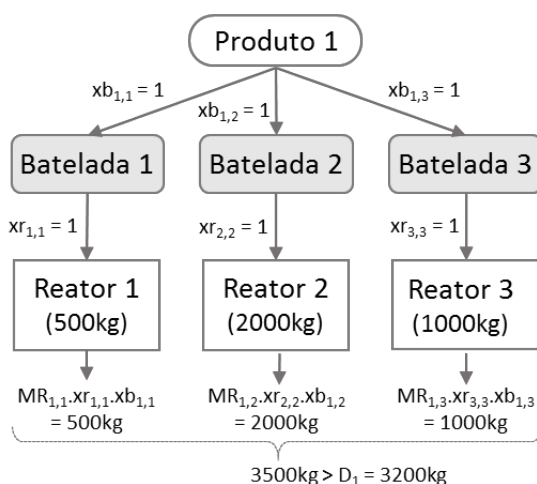 Produto 1
xb1,1 = 1
xb1,2 = 1
xb1,3 = 1
Batelada 1
Batelada 2
Batelada 3
xr1,1 = 1
xr2,2 = 1
xr3,3 = 1
Reator 1
(500kg)
Reator 2
(2000kg)
Reator 3
(1000kg)
MR1,1.xr1,1.xb1,1
= 500kg
MR1,2.xr2,2.xb1,2
= 2000kg
MR1,3.xr3,3.xb1,3
= 1000kg
3500kg > D1 = 3200kg